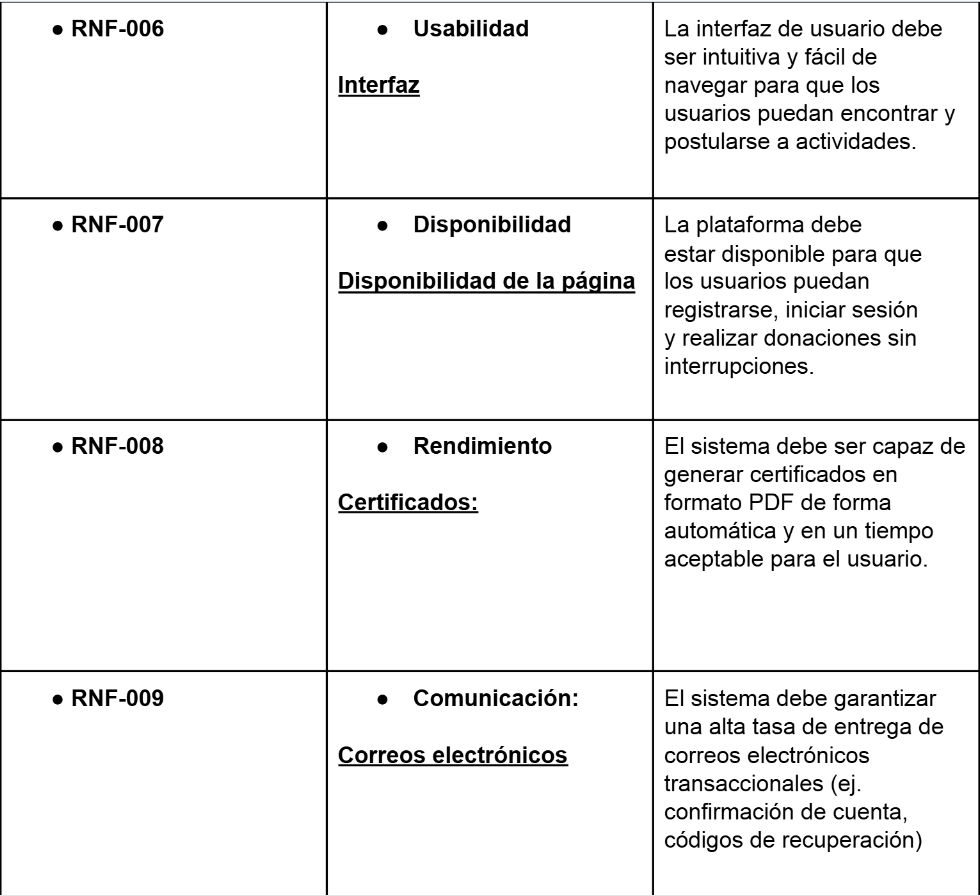 ● RNF-006
● Usabilidad
Interfaz
La interfaz de usuario debe
ser intuitiva y fácil de
navegar para que los
usuarios puedan encontrar y
postularse a actividades.
● RNF-007
● Disponibilidad
Disponibilidad de la página
La plataforma debe
estar disponible para que
los usuarios puedan
registrarse, iniciar sesión
y realizar donaciones sin
interrupciones.
● RNF-008
● Rendimiento
Certificados:
El sistema debe ser capaz de
generar certificados en
formato PDF de forma
automática y en un tiempo
aceptable para el usuario.
● RNF-009
● Comunicación:
Correos electrónicos
El sistema debe garantizar
una alta tasa de entrega de
correos electrónicos
transaccionales (ej.
confirmación de cuenta,
códigos de recuperación)